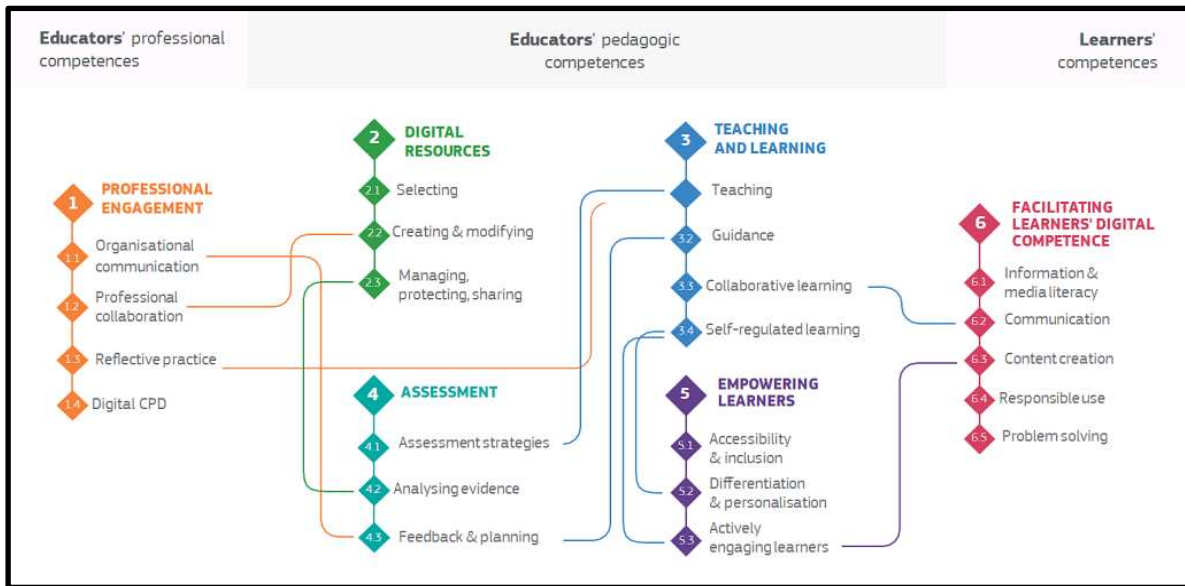 Educators' professional
competences
Educators' pedagogic
competences
Learners'
competences
1
PROFESSIONAL
ENGAGEMENT
1.1
Organisational
communication
1.2
Professional
collaboration
1.3
Reflective practice
1.4
Digital CPD
2
DIGITAL
RESOURCES
2.1
Selecting
2.2
Creating & modifying
2.3
Managing,
protecting, sharing
3
TEACHING
AND LEARNING
Teaching
3.2
Guidance
3.3
Collaborative learning
3.4
Self-regulated learning
4
ASSESSMENT
4.1
Assessment strategies
4.2
Analysing evidence
4.3
Feedback & planning
5
EMPOWERING
LEARNERS
5.1
Accessibility
& inclusion
5.2
Differentiation
& personalisation
5.3
Actively
engaging learners
6
FACILITATING
LEARNERS' DIGITAL
COMPETENCE
6.1
Information &
media literacy
6.2
Communication
6.3
Content creation
6.4
Responsible use
6.5
Problem solving